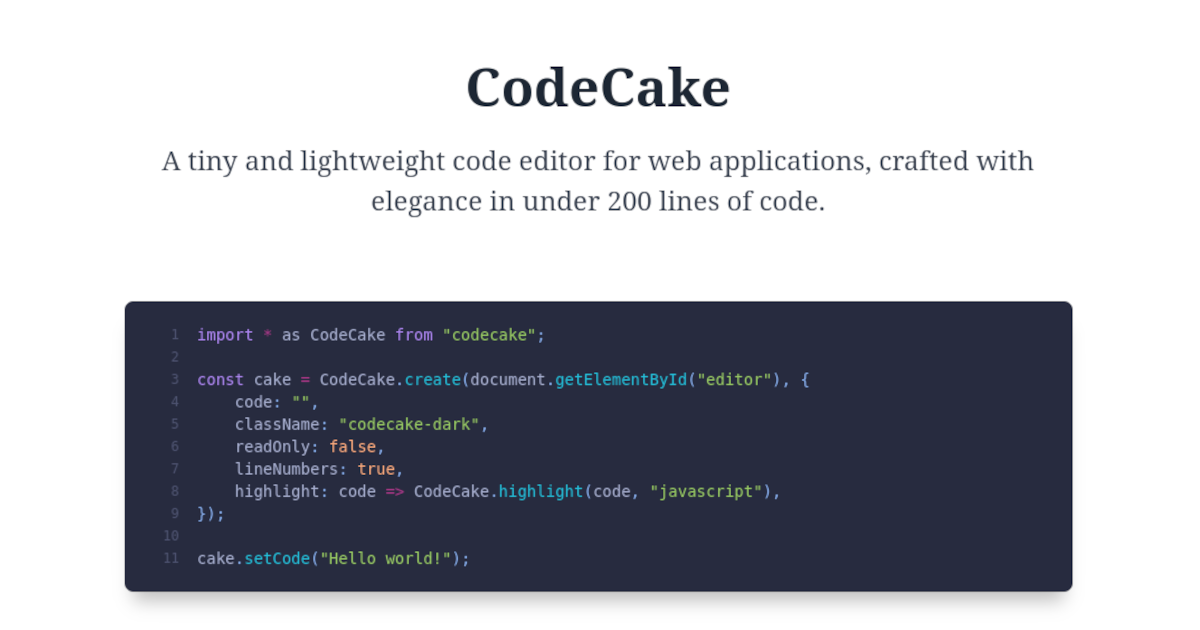 CodeCake
A tiny and lightweight code editor for web applications, crafted with
elegance in under 200 lines of code.
1 import * as CodeCake from "codecake";
2
3 const cake = CodeCake.create(document.getElementById("editor"), {
4     code: "",
5     className: "codecake-dark",
6     readOnly: false,
7     lineNumbers: true,
8     highlight: code => CodeCake.highlight(code, "javascript"),
9 });
10
11 cake.setCode("Hello world!");